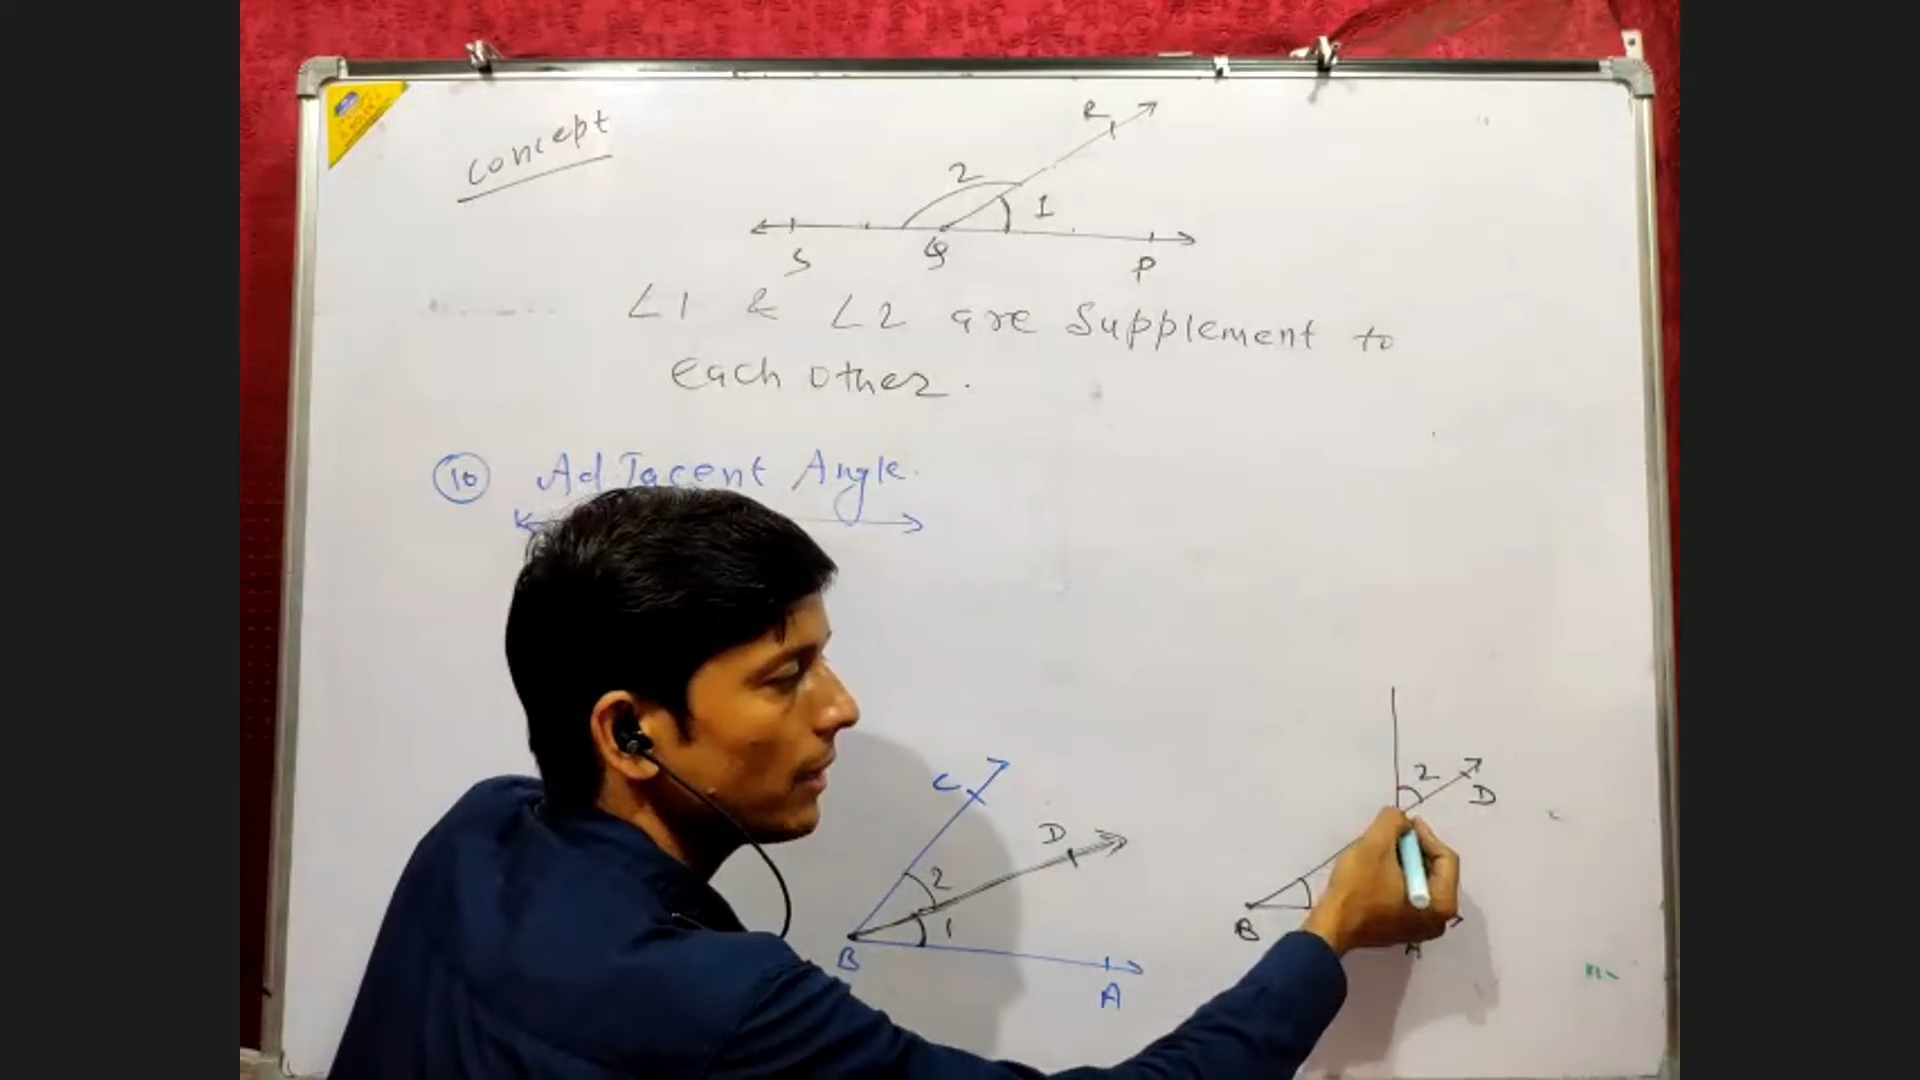 Concept
R
2
1
S Q P
∠1 & ∠2 are Supplement to
each other.
10 Adjacent Angle.
C
D
2
1
B
A
2
D
B
A